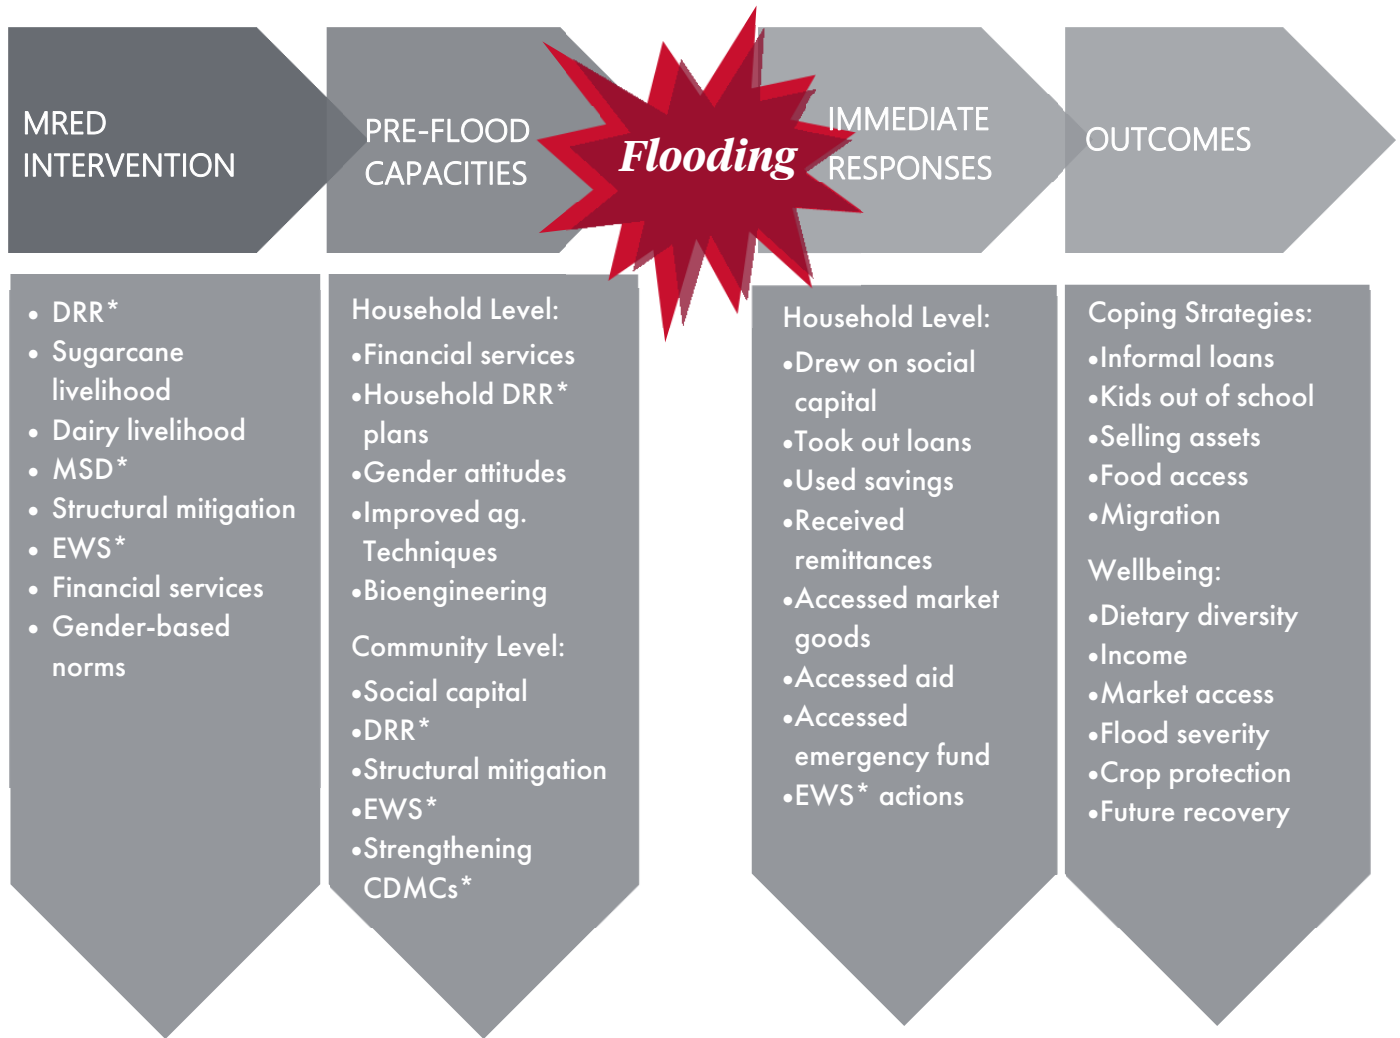 MRED
INTERVENTION
PRE-FLOOD
CAPACITIES
Flooding
IMMEDIATE
RESPONSES
OUTCOMES
• DRR*
• Sugarcane
livelihood
• Dairy livelihood
• MSD*
• Structural mitigation
• EWS*
• Financial services
• Gender-based
norms
Household Level:
•Financial services
•Household DRR*
plans
•Gender attitudes
•Improved ag.
Techniques
•Bioengineering
Community Level:
•Social capital
•DRR*
•Structural mitigation
•EWS*
•Strengthening
CDMCs*
Household Level:
•Drew on social
capital
•Took out loans
•Used savings
•Received
remittances
•Accessed market
goods
•Accessed aid
•Accessed
emergency fund
•EWS* actions
Coping Strategies:
•Informal loans
•Kids out of school
•Selling assets
•Food access
•Migration
Wellbeing:
•Dietary diversity
•Income
•Market access
•Flood severity
•Crop protection
•Future recovery